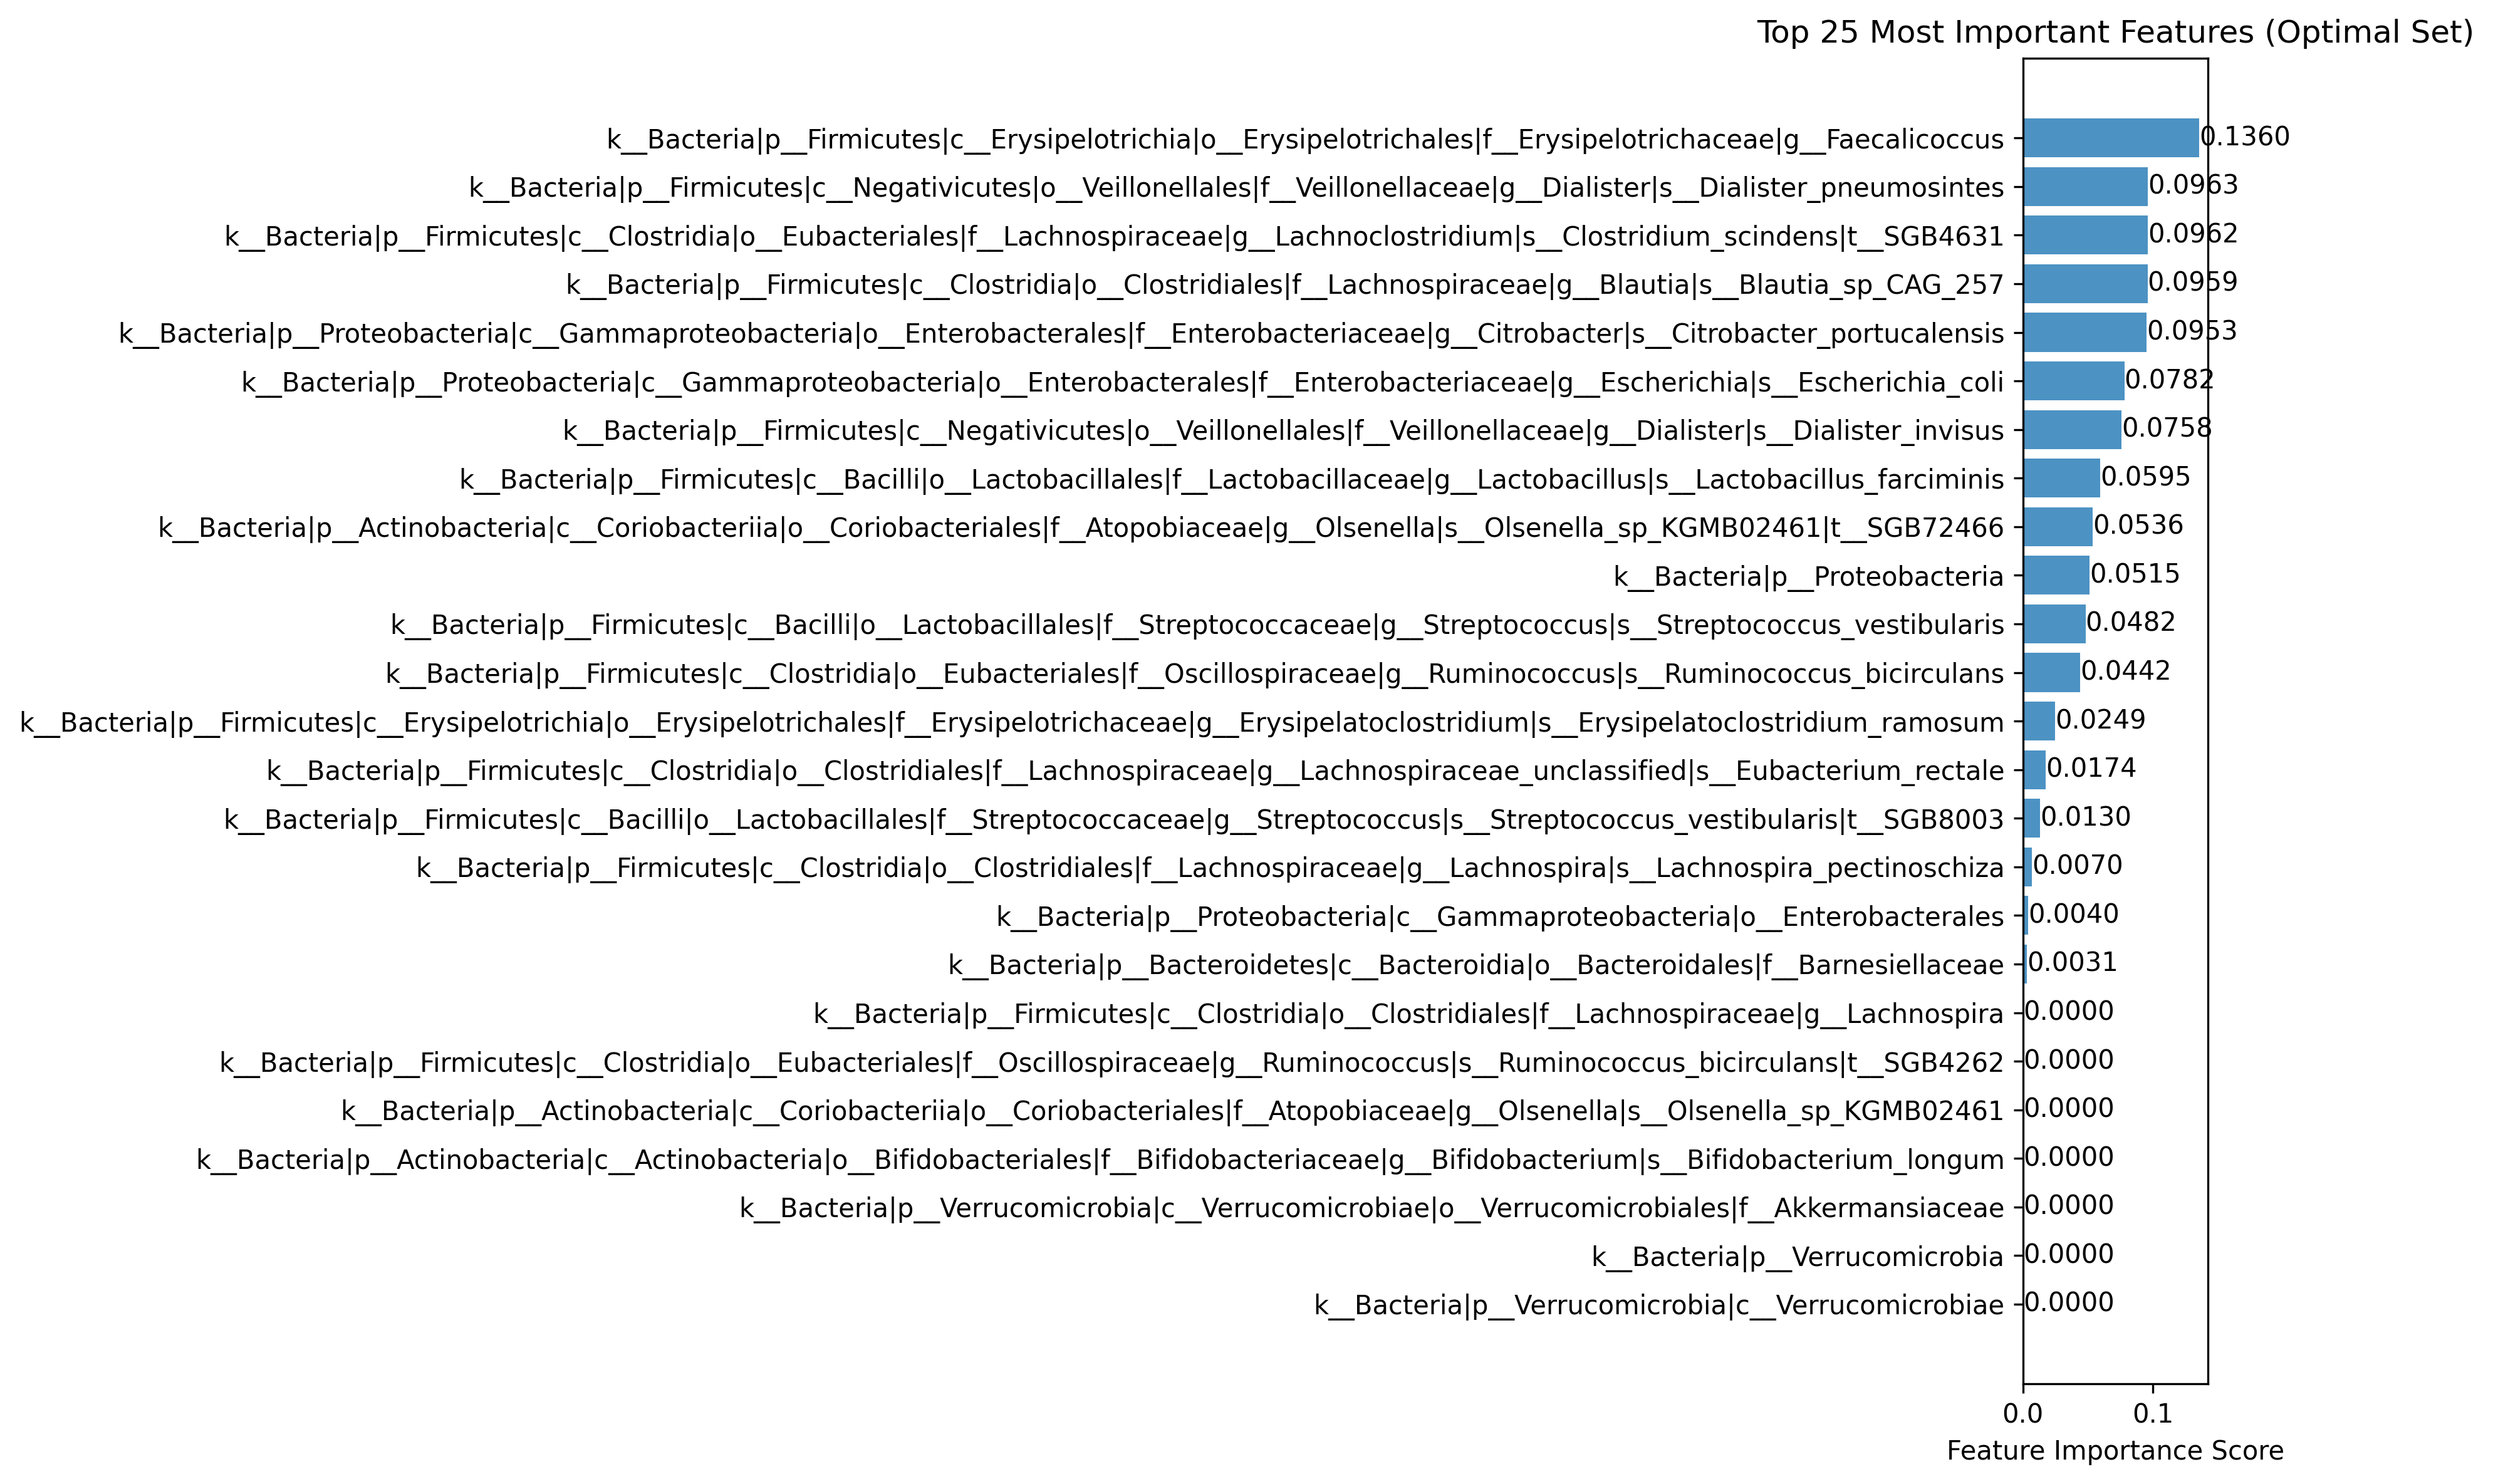 Top 25 Most Important Features (Optimal Set)
k__Bacteria|p__Firmicutes|c__Erysipelotrichia|o__Erysipelotrichales|f__Erysipelotrichaceae|g__Faecalicoccus 0.1360
k__Bacteria|p__Firmicutes|c__Negativicutes|o__Veillonellales|f__Veillonellaceae|g__Dialister|s__Dialister_pneumosintes 0.0963
k__Bacteria|p__Firmicutes|c__Clostridia|o__Eubacteriales|f__Lachnospiraceae|g__Lachnoclostridium|s__Clostridium_scindens|t__SGB4631 0.0962
k__Bacteria|p__Firmicutes|c__Clostridia|o__Clostridiales|f__Lachnospiraceae|g__Blautia|s__Blautia_sp_CAG_257 0.0959
k__Bacteria|p__Proteobacteria|c__Gammaproteobacteria|o__Enterobacterales|f__Enterobacteriaceae|g__Citrobacter|s__Citrobacter_portucalensis 0.0953
k__Bacteria|p__Proteobacteria|c__Gammaproteobacteria|o__Enterobacterales|f__Enterobacteriaceae|g__Escherichia|s__Escherichia_coli 0.0782
k__Bacteria|p__Firmicutes|c__Negativicutes|o__Veillonellales|f__Veillonellaceae|g__Dialister|s__Dialister_invisus 0.0758
k__Bacteria|p__Firmicutes|c__Bacilli|o__Lactobacillales|f__Lactobacillaceae|g__Lactobacillus|s__Lactobacillus_farciminis 0.0595
k__Bacteria|p__Actinobacteria|c__Coriobacteriia|o__Coriobacteriales|f__Atopobiaceae|g__Olsenella|s__Olsenella_sp_KGMB02461|t__SGB72466 0.0536
k__Bacteria|p__Proteobacteria 0.0515
k__Bacteria|p__Firmicutes|c__Bacilli|o__Lactobacillales|f__Streptococcaceae|g__Streptococcus|s__Streptococcus_vestibularis 0.0482
k__Bacteria|p__Firmicutes|c__Clostridia|o__Eubacteriales|f__Oscillospiraceae|g__Ruminococcus|s__Ruminococcus_bicirculans 0.0442
k__Bacteria|p__Firmicutes|c__Erysipelotrichia|o__Erysipelotrichales|f__Erysipelotrichaceae|g__Erysipelatoclostridium|s__Erysipelatoclostridium_ramosum 0.0249
k__Bacteria|p__Firmicutes|c__Clostridia|o__Clostridiales|f__Lachnospiraceae|g__Lachnospiraceae_unclassified|s__Eubacterium_rectale 0.0174
k__Bacteria|p__Firmicutes|c__Bacilli|o__Lactobacillales|f__Streptococcaceae|g__Streptococcus|s__Streptococcus_vestibularis|t__SGB8003 0.0130
k__Bacteria|p__Firmicutes|c__Clostridia|o__Clostridiales|f__Lachnospiraceae|g__Lachnospira|s__Lachnospira_pectinoschiza 0.0070
k__Bacteria|p__Proteobacteria|c__Gammaproteobacteria|o__Enterobacterales 0.0040
k__Bacteria|p__Bacteroidetes|c__Bacteroidia|o__Bacteroidales|f__Barnesiellaceae 0.0031
k__Bacteria|p__Firmicutes|c__Clostridia|o__Clostridiales|f__Lachnospiraceae|g__Lachnospira 0.0000
k__Bacteria|p__Firmicutes|c__Clostridia|o__Eubacteriales|f__Oscillospiraceae|g__Ruminococcus|s__Ruminococcus_bicirculans|t__SGB4262 0.0000
k__Bacteria|p__Actinobacteria|c__Coriobacteriia|o__Coriobacteriales|f__Atopobiaceae|g__Olsenella|s__Olsenella_sp_KGMB02461 0.0000
k__Bacteria|p__Actinobacteria|c__Actinobacteria|o__Bifidobacteriales|f__Bifidobacteriaceae|g__Bifidobacterium|s__Bifidobacterium_longum 0.0000
k__Bacteria|p__Verrucomicrobia|c__Verrucomicrobiae|o__Verrucomicrobiales|f__Akkermansiaceae 0.0000
k__Bacteria|p__Verrucomicrobia 0.0000
k__Bacteria|p__Verrucomicrobia|c__Verrucomicrobiae 0.0000
0.0 0.1
Feature Importance Score